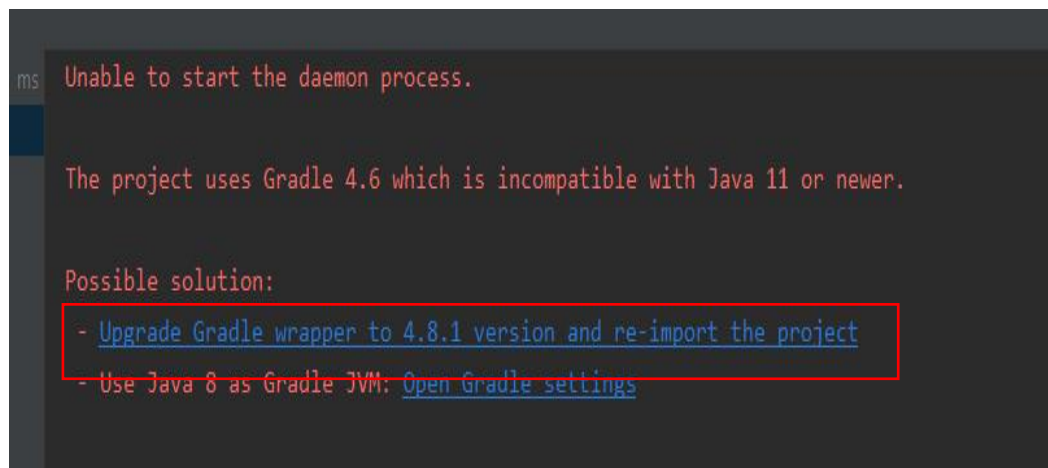 Unable to start the daemon process.
ms
The project uses Gradle 4.6 which is incompatible with Java 11 or newer.
Possible solution:
- Upgrade Gradle wrapper to 4.8.1 version and re-import the project
- Use Java 8 as Gradle JVM: Open Gradle settings